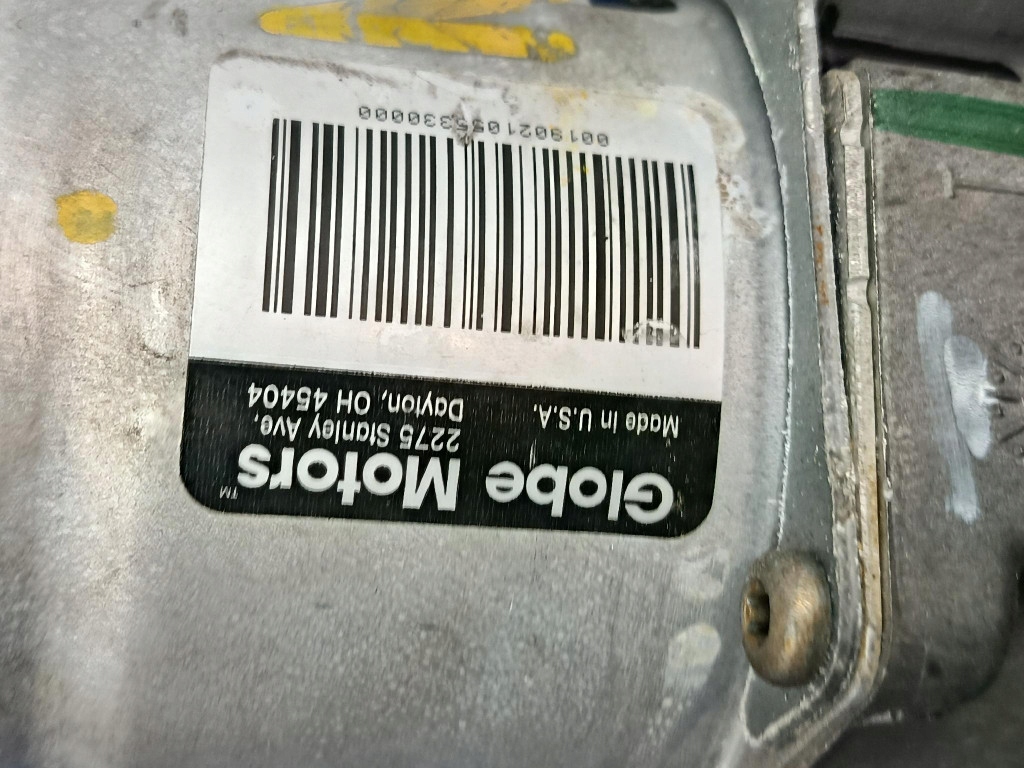 Globe Motors™
2275 Stanley Ave.
Made in U.S.A. Dayton, OH 45404